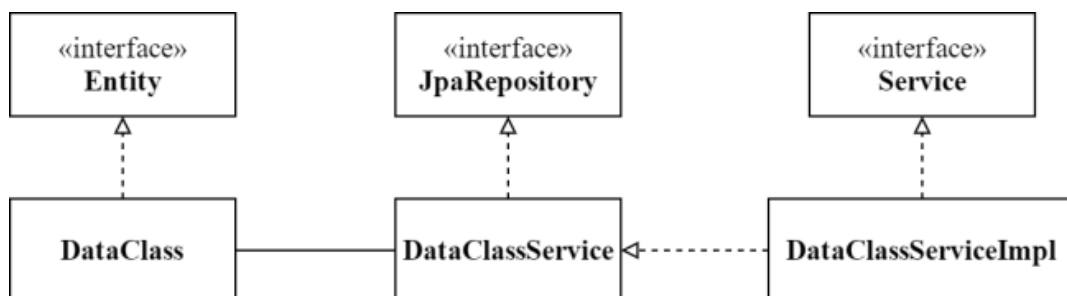 «interface»
Entity
«interface»
JpaRepository
«interface»
Service
DataClass
DataClassService
DataClassServiceImpl